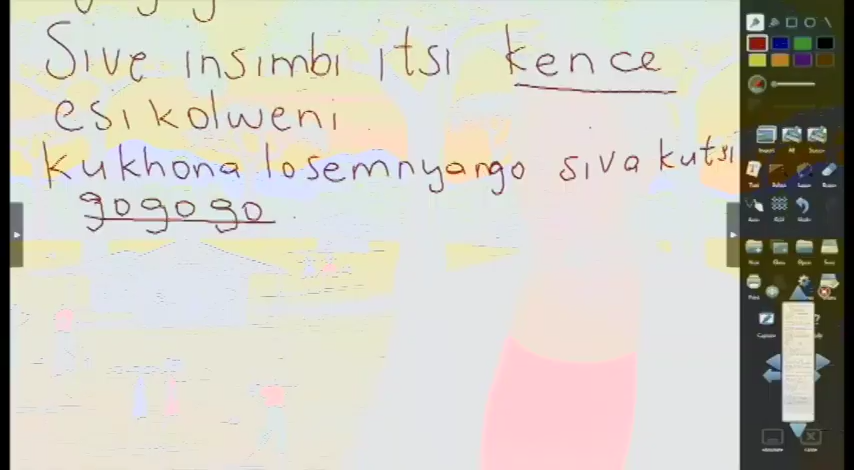 Sive insimbi itsi kence
esikolweni
kukhona losemnyango siva kutsi
gogogo